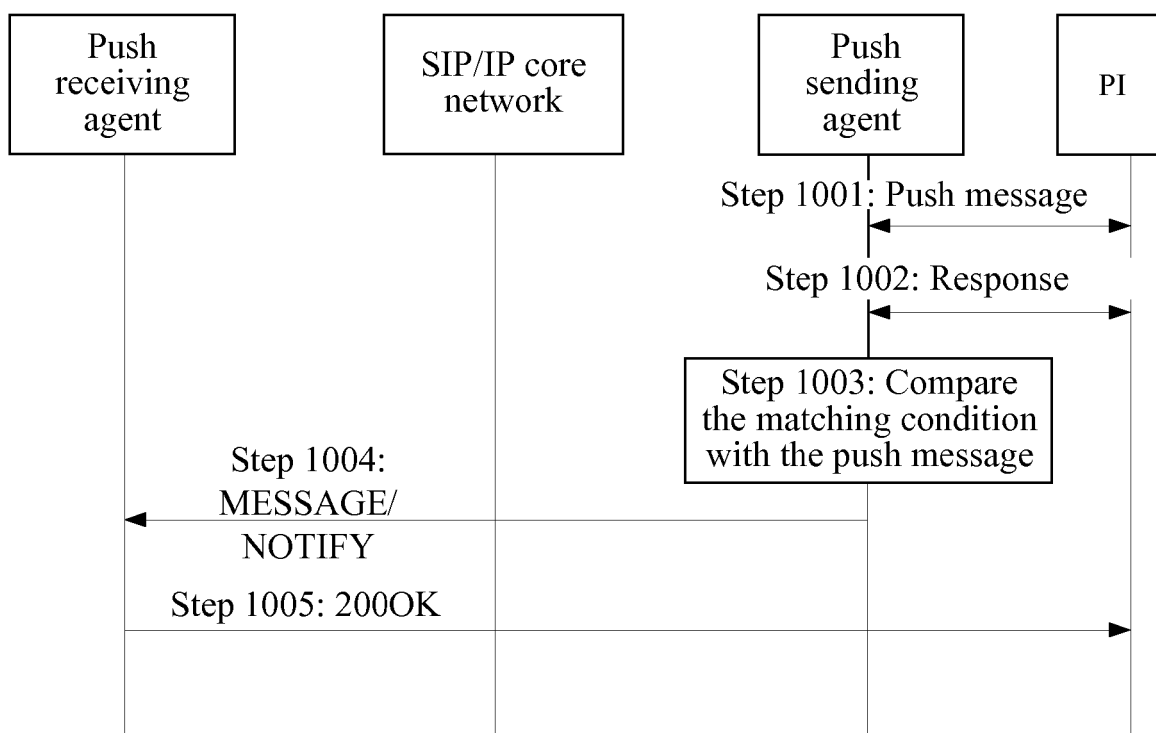 Push
receiving
agent
SIP/IP core
network
Push
sending
agent
PI
Step 1001: Push message
Step 1002: Response
Step 1003: Compare
the matching condition
with the push message
Step 1004:
MESSAGE/
NOTIFY
Step 1005: 200OK